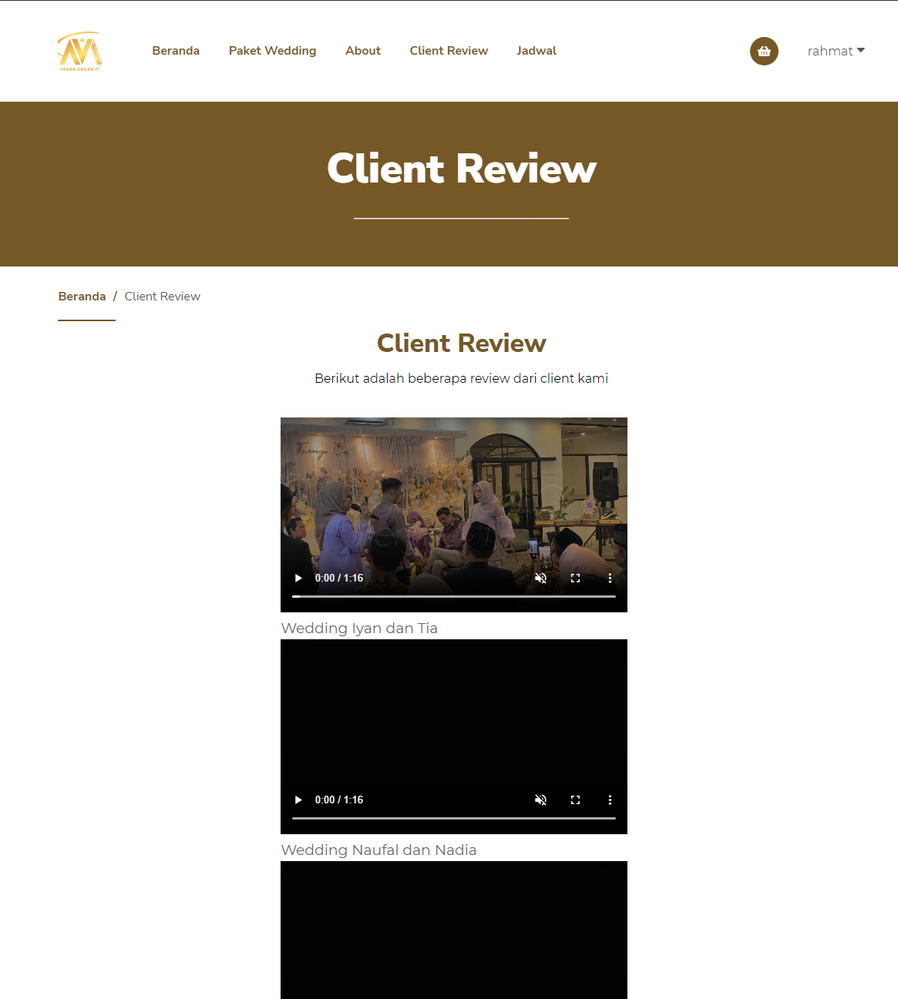 MAKNA ORGANIZE
Beranda
Paket Wedding
About
Client Review
Jadwal
rahmat
Client Review
Beranda / Client Review
Client Review
Berikut adalah beberapa review dari client kami
0:00 / 1:16
Wedding Iyan dan Tia
0:00 / 1:16
Wedding Naufal dan Nadia